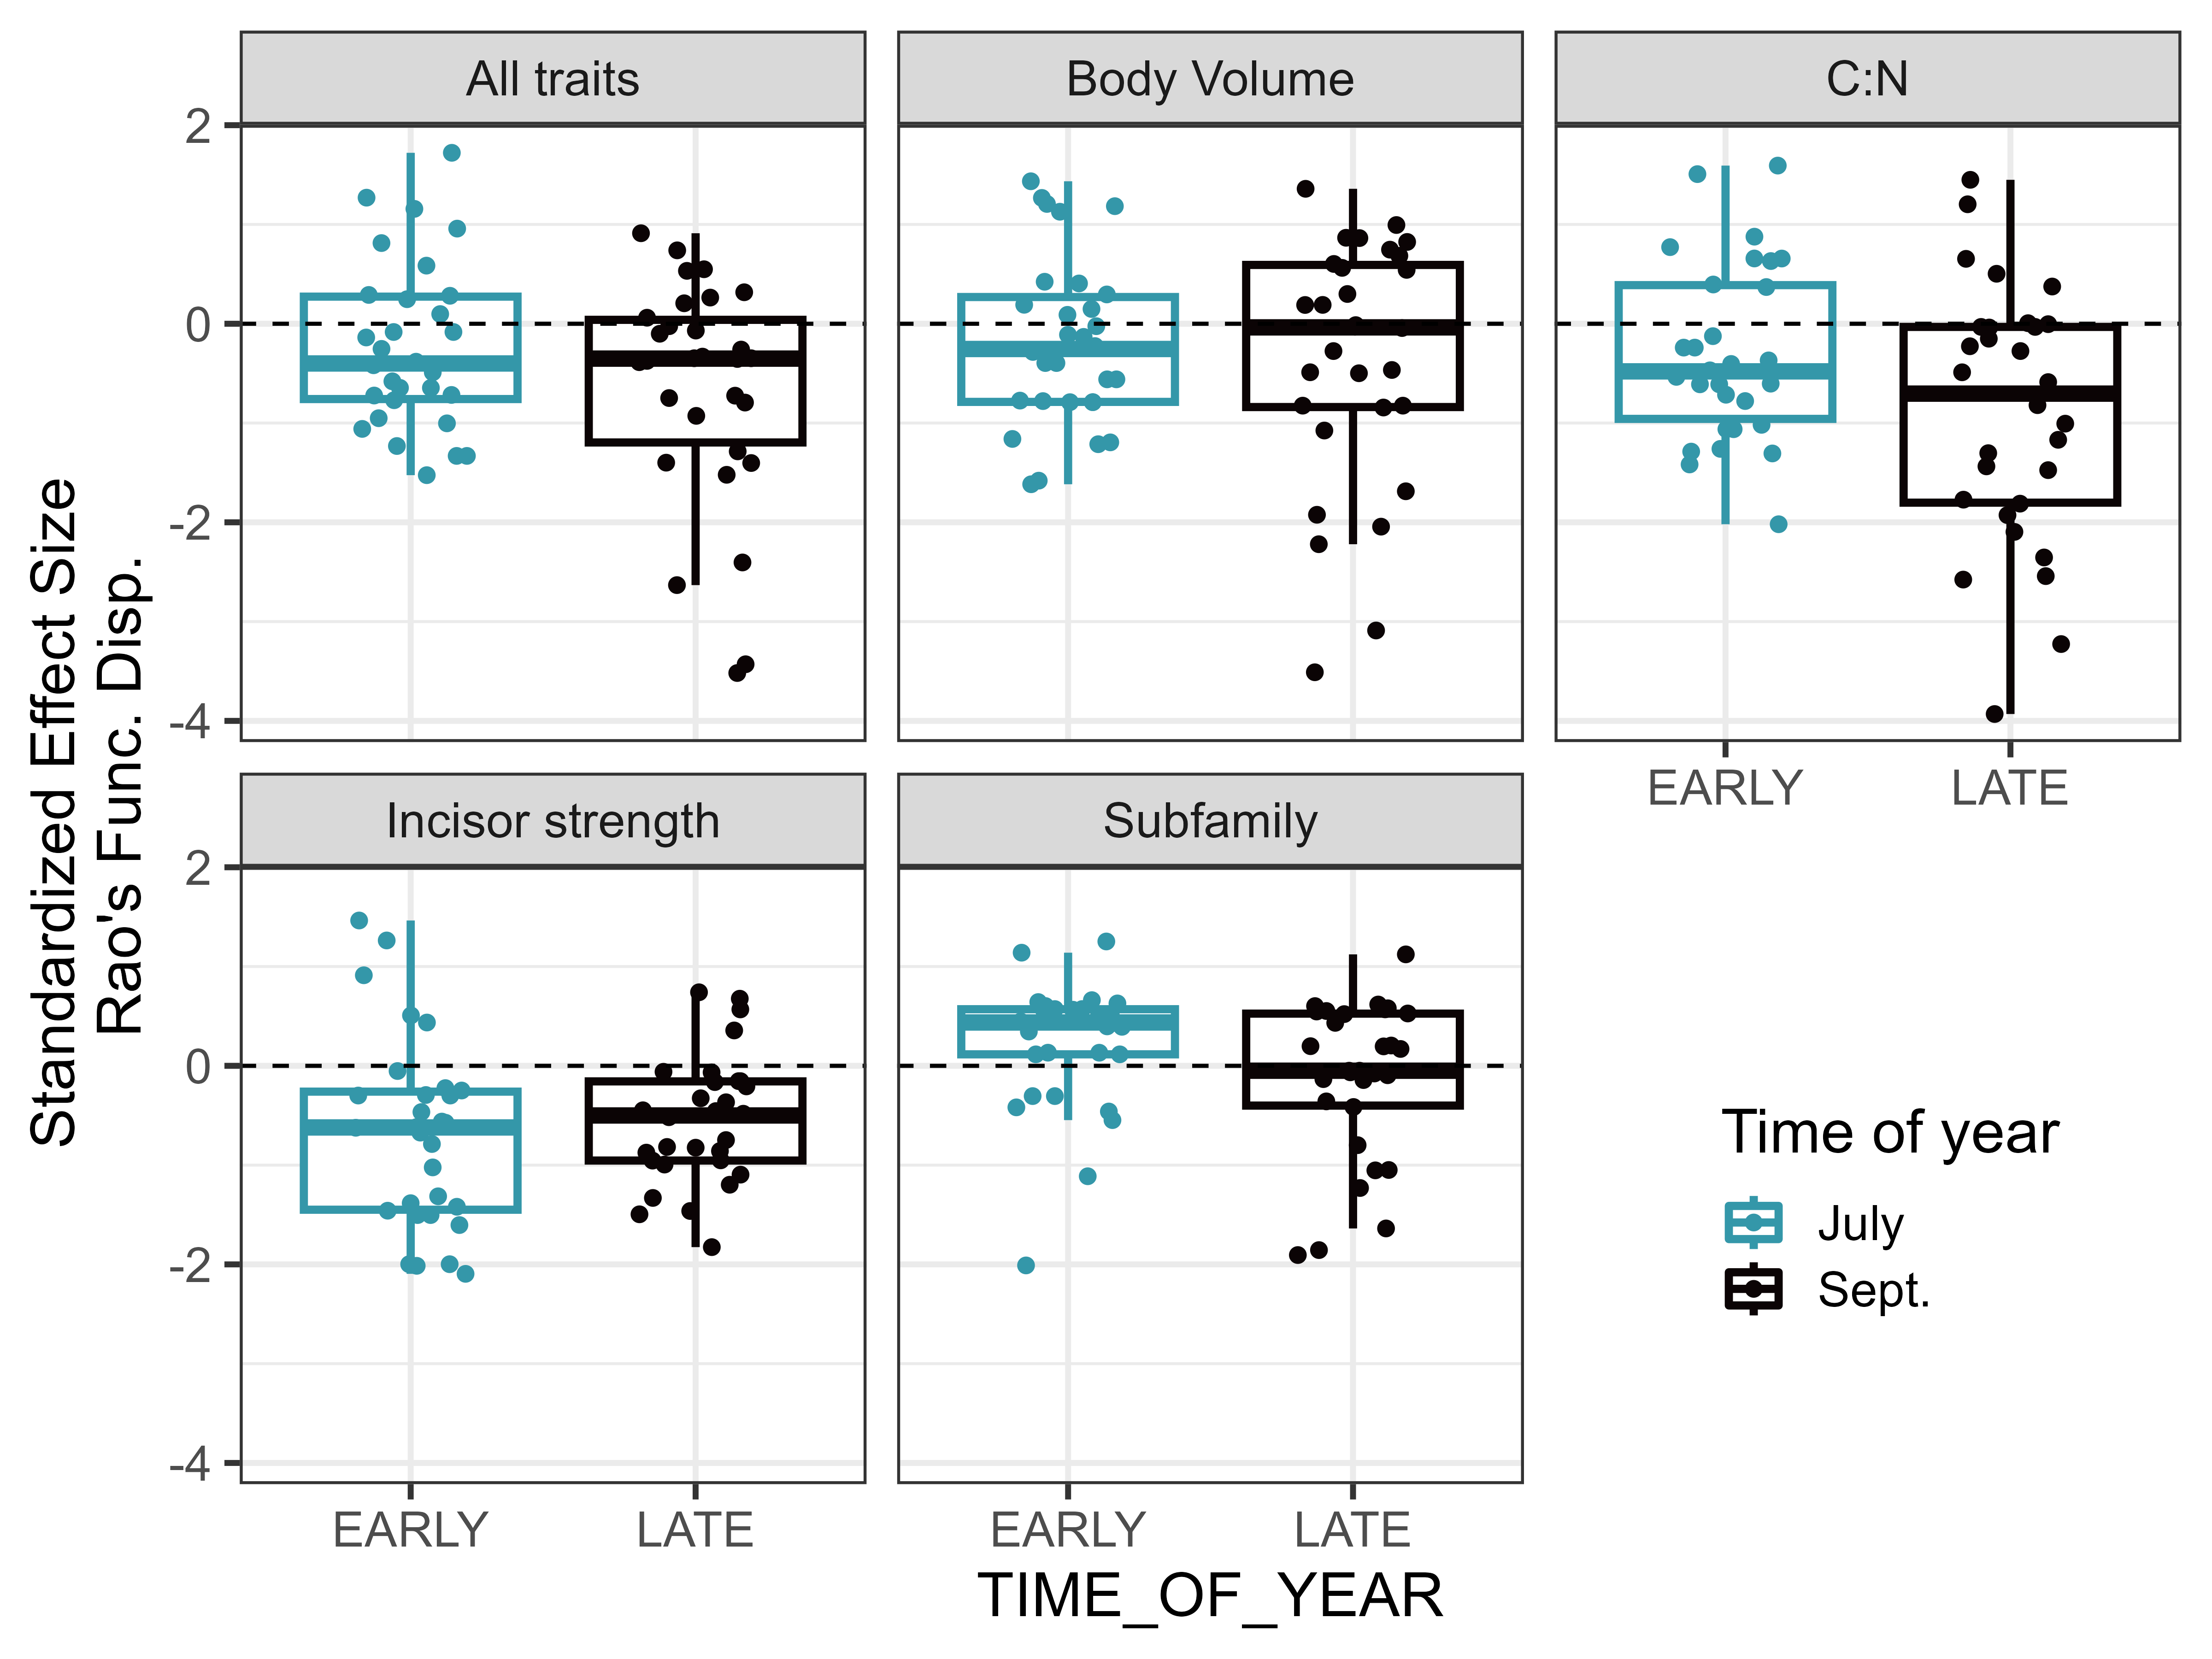 All traits
Body Volume
C:N
2
0
-2
-4
EARLY
LATE
Incisor strength
Subfamily
2
0
-2
-4
EARLY
LATE
EARLY
LATE
TIME_OF_YEAR
Standardized Effect Size
Rao's Func. Disp.
Time of year
July
Sept.